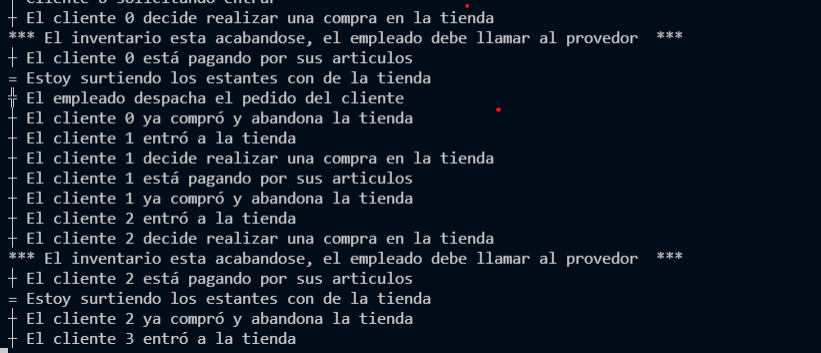 Cliente 0 solicitando entrar
┼ El cliente 0 decide realizar una compra en la tienda
*** El inventario esta acabandose, el empleado debe llamar al provedor  ***
┼ El cliente 0 está pagando por sus articulos
= Estoy surtiendo los estantes con de la tienda
╬ El empleado despacha el pedido del cliente
┼ El cliente 0 ya compró y abandona la tienda
┼ El cliente 1 entró a la tienda
┼ El cliente 1 decide realizar una compra en la tienda
┼ El cliente 1 está pagando por sus articulos
┼ El cliente 1 ya compró y abandona la tienda
┼ El cliente 2 entró a la tienda
┼ El cliente 2 decide realizar una compra en la tienda
*** El inventario esta acabandose, el empleado debe llamar al provedor  ***
┼ El cliente 2 está pagando por sus articulos
= Estoy surtiendo los estantes con de la tienda
┼ El cliente 2 ya compró y abandona la tienda
┼ El cliente 3 entró a la tienda